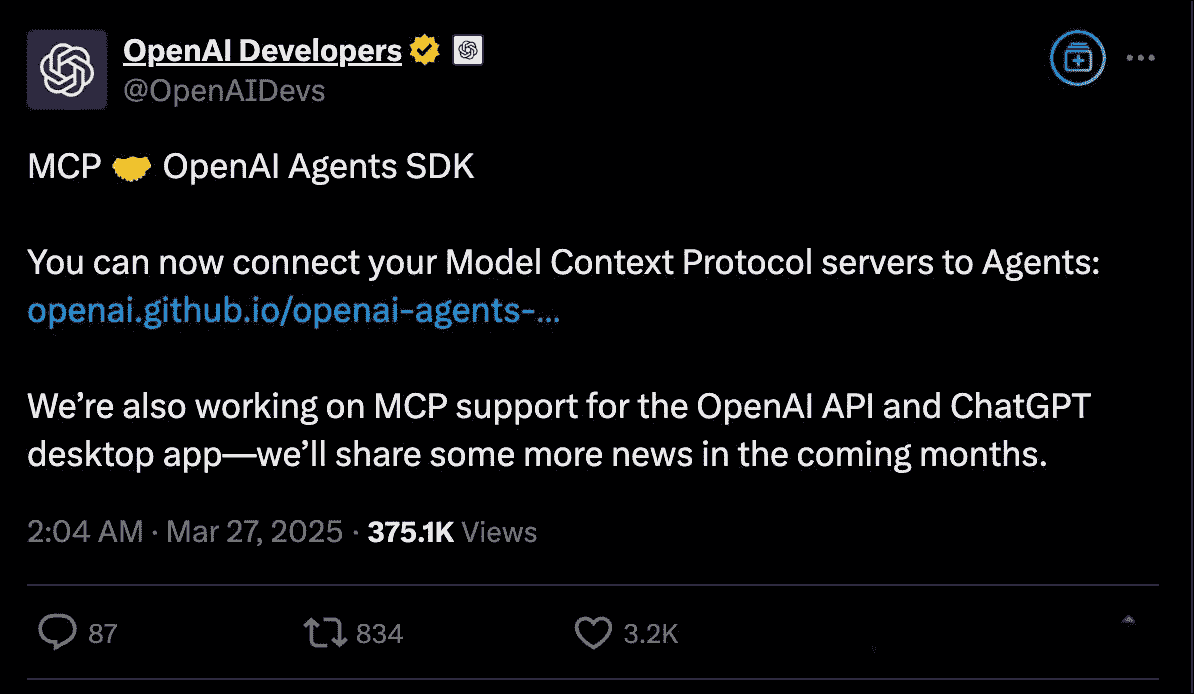 OpenAI Developers
@OpenAIDevs
MCP 🤝 OpenAI Agents SDK
You can now connect your Model Context Protocol servers to Agents:
openai.github.io/openai-agents-…
We’re also working on MCP support for the OpenAI API and ChatGPT
desktop app—we’ll share some more news in the coming months.
2:04 AM · Mar 27, 2025 · 375.1K Views
87 834 3.2K